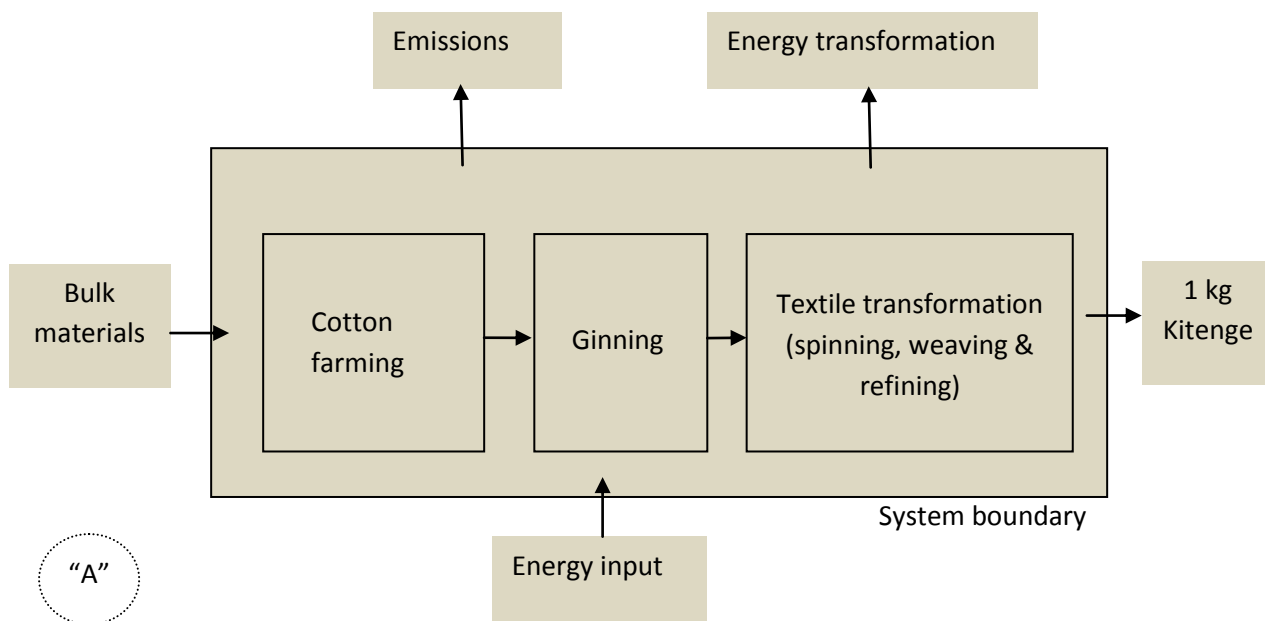 Emissions
Energy transformation
Bulk
materials
Cotton
farming
Ginning
Textile transformation
(spinning, weaving &
refining)
1 kg
Kitenge
System boundary
Energy input
“A”